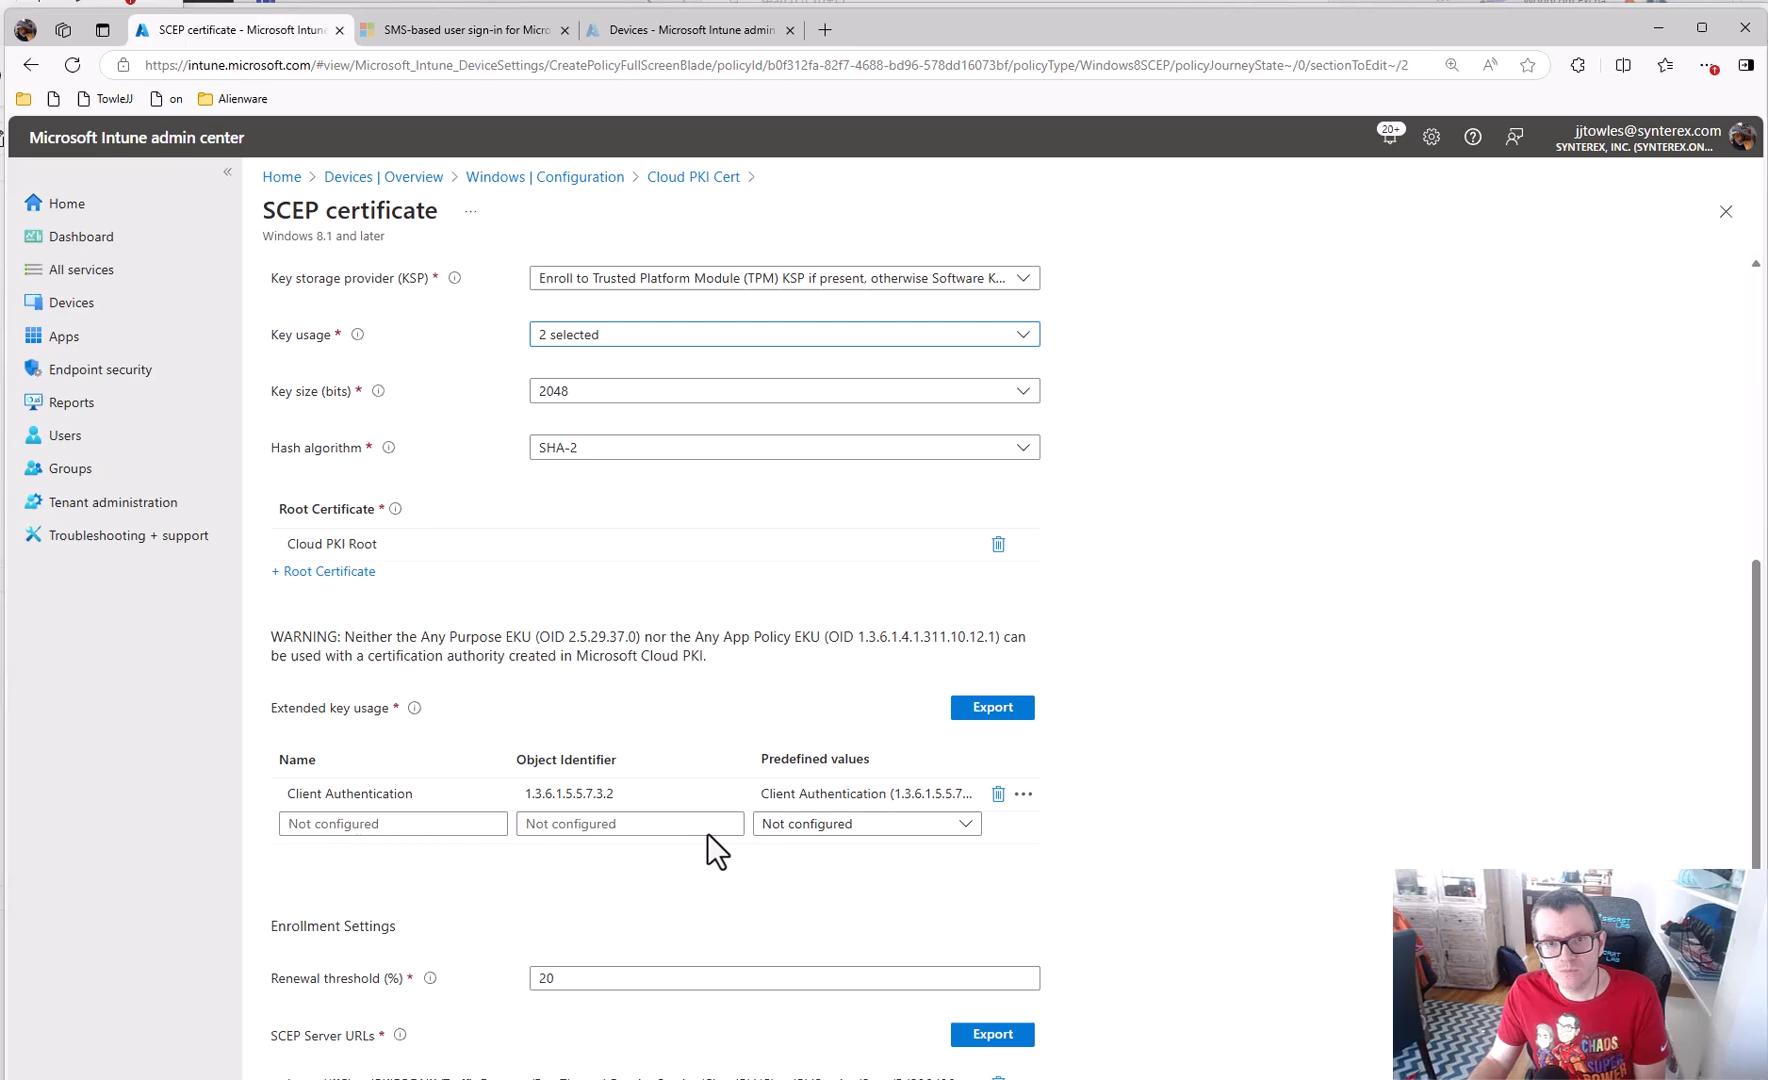 SCEP certificate - Microsoft Intune
SMS-based user sign-in for Micro
Devices - Microsoft Intune admin
https://intune.microsoft.com/#view/Microsoft_Intune_DeviceSettings/CreatePolicyFullScreenBlade/policyId/b0f312fa-82f7-4688-bd96-578dd16073bf/policyType/Windows8SCEP/policyJourneyState~/0/sectionToEdit~/2
TowleJJ
on
Alienware
Microsoft Intune admin center
20+
jjtowles@synterex.com
SYNTEREX, INC. (SYNTEREX.ON...
Home > Devices | Overview > Windows | Configuration > Cloud PKI Cert >
SCEP certificate ...
Windows 8.1 and later
Home
Dashboard
All services
Devices
Apps
Endpoint security
Reports
Users
Groups
Tenant administration
Troubleshooting + support
Key storage provider (KSP) * Enroll to Trusted Platform Module (TPM) KSP if present, otherwise Software K...
Key usage * 2 selected
Key size (bits) * 2048
Hash algorithm * SHA-2
Root Certificate *
Cloud PKI Root
+ Root Certificate
WARNING: Neither the Any Purpose EKU (OID 2.5.29.37.0) nor the Any App Policy EKU (OID 1.3.6.1.4.1.311.10.12.1) can
be used with a certification authority created in Microsoft Cloud PKI.
Extended key usage * Export
Name Object Identifier Predefined values
Client Authentication 1.3.6.1.5.5.7.3.2 Client Authentication (1.3.6.1.5.5.7...
Not configured Not configured Not configured
Enrollment Settings
Renewal threshold (%) * 20
SCEP Server URLs * Export
SECRET
LAB
CHAOS
SUPER
POWER